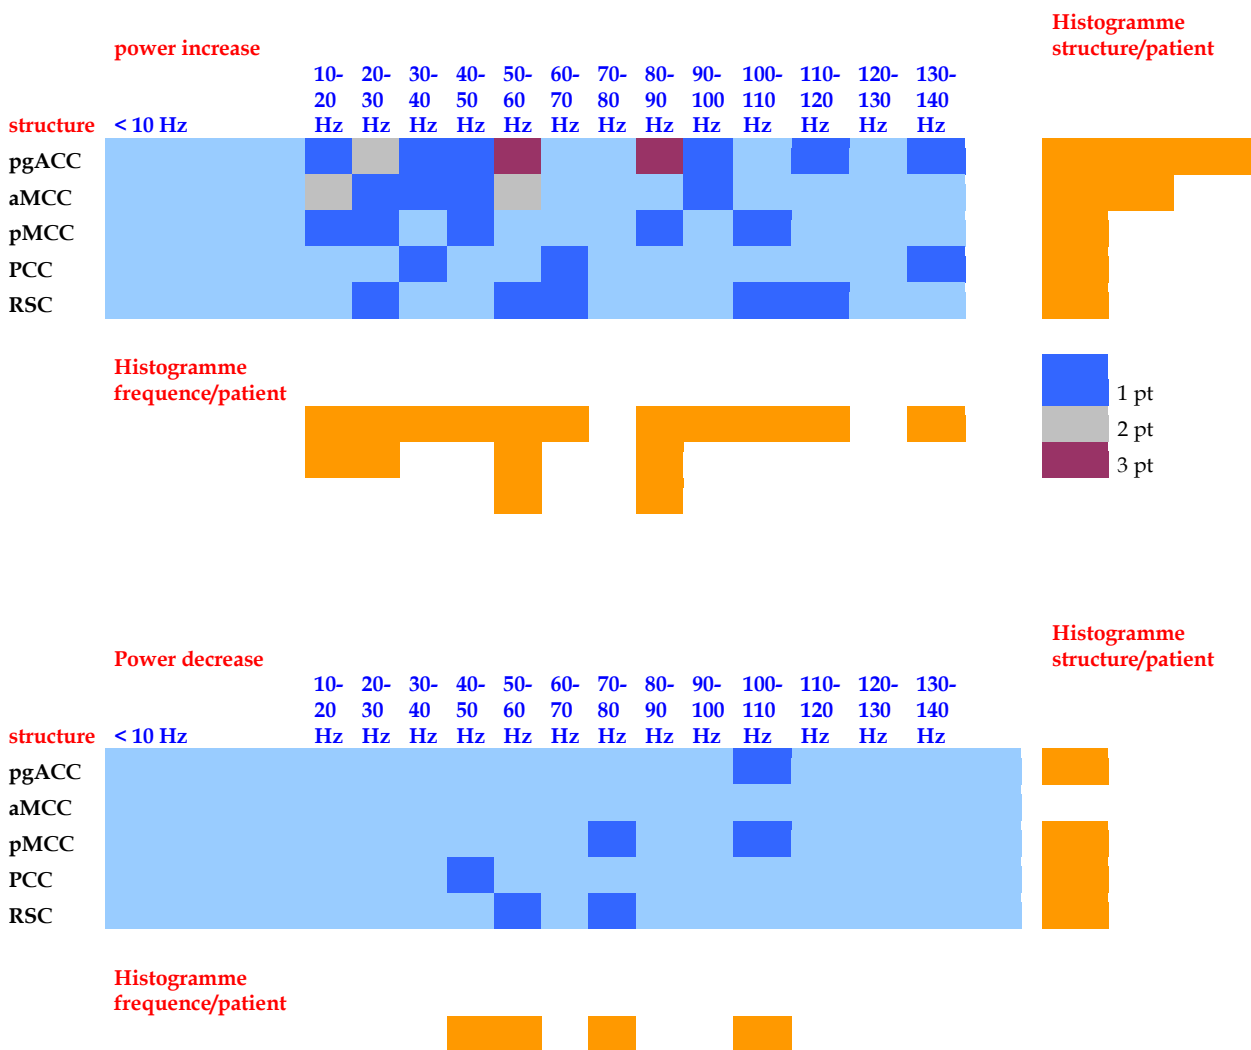 Histogramme
structure/patient
power increase
10- 20- 30- 40- 50- 60- 70- 80- 90- 100- 110- 120- 130-
20 30 40 50 60 70 80 90 100 110 120 130 140
structure < 10 Hz Hz Hz Hz Hz Hz Hz Hz Hz Hz Hz Hz Hz Hz
pgACC
aMCC
pMCC
PCC
RSC
Histogramme
frequence/patient
1 pt
2 pt
3 pt
Histogramme
structure/patient
Power decrease
10- 20- 30- 40- 50- 60- 70- 80- 90- 100- 110- 120- 130-
20 30 40 50 60 70 80 90 100 110 120 130 140
structure < 10 Hz Hz Hz Hz Hz Hz Hz Hz Hz Hz Hz Hz Hz Hz
pgACC
aMCC
pMCC
PCC
RSC
Histogramme
frequence/patient